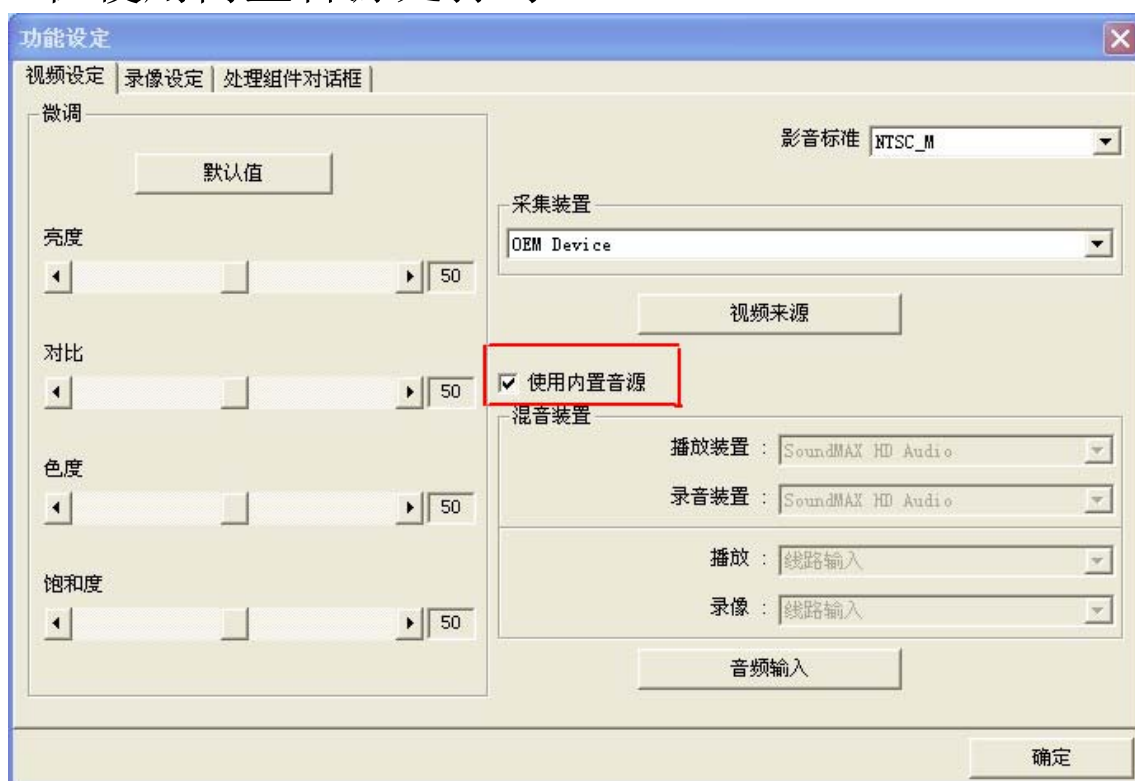 功能设定
视频设定 录像设定 处理组件对话框
微调
默认值
亮度
50
对比
50
色度
50
饱和度
50
影音标准 NTSC_M
采集装置
OEM Device
视频来源
使用内置音源
混音装置
播放装置 : SoundMAX HD Audio
录音装置 : SoundMAX HD Audio
播放 : 线路输入
录像 : 线路输入
音频输入
确定